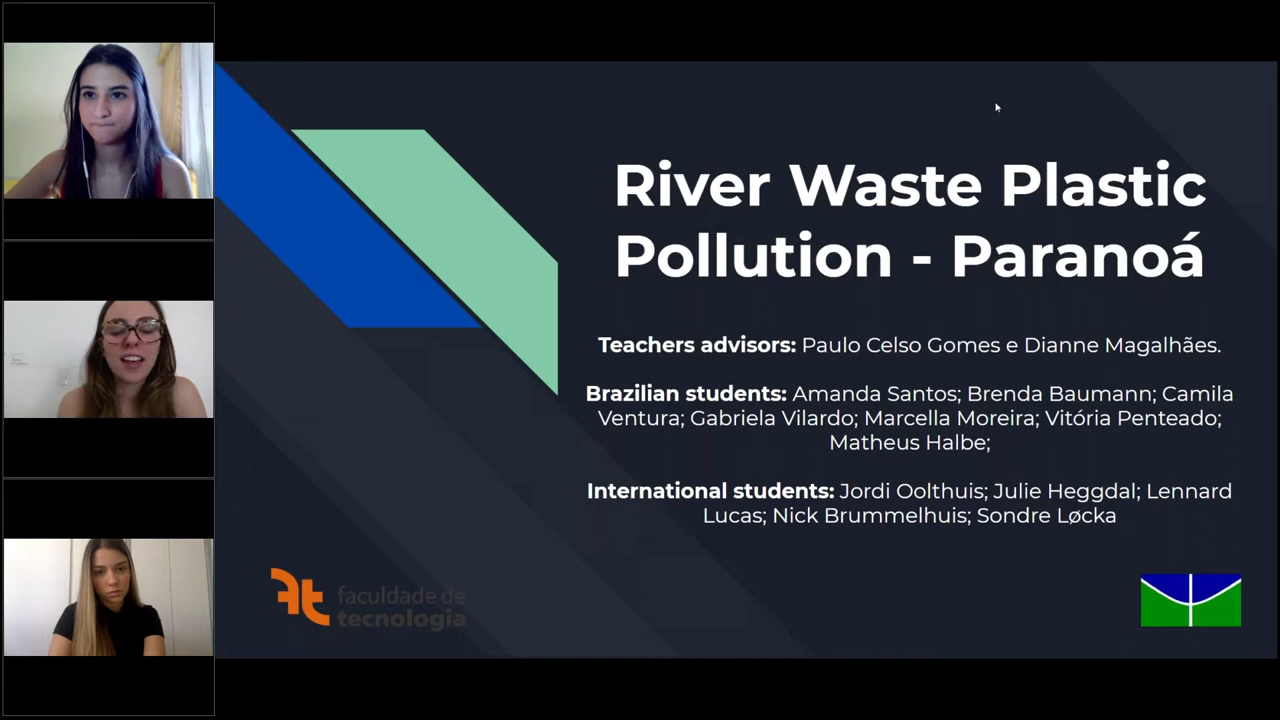 River Waste Plastic
Pollution - Paranoá
Teachers advisors: Paulo Celso Gomes e Dianne Magalhães.
Brazilian students: Amanda Santos; Brenda Baumann; Camila
Ventura; Gabriela Vilardo; Marcella Moreira; Vitória Penteado;
Matheus Halbe;
International students: Jordi Oolthuis; Julie Heggdal; Lennard
Lucas; Nick Brummelhuis; Sondre Løcka
ft
faculdade de
tecnologia